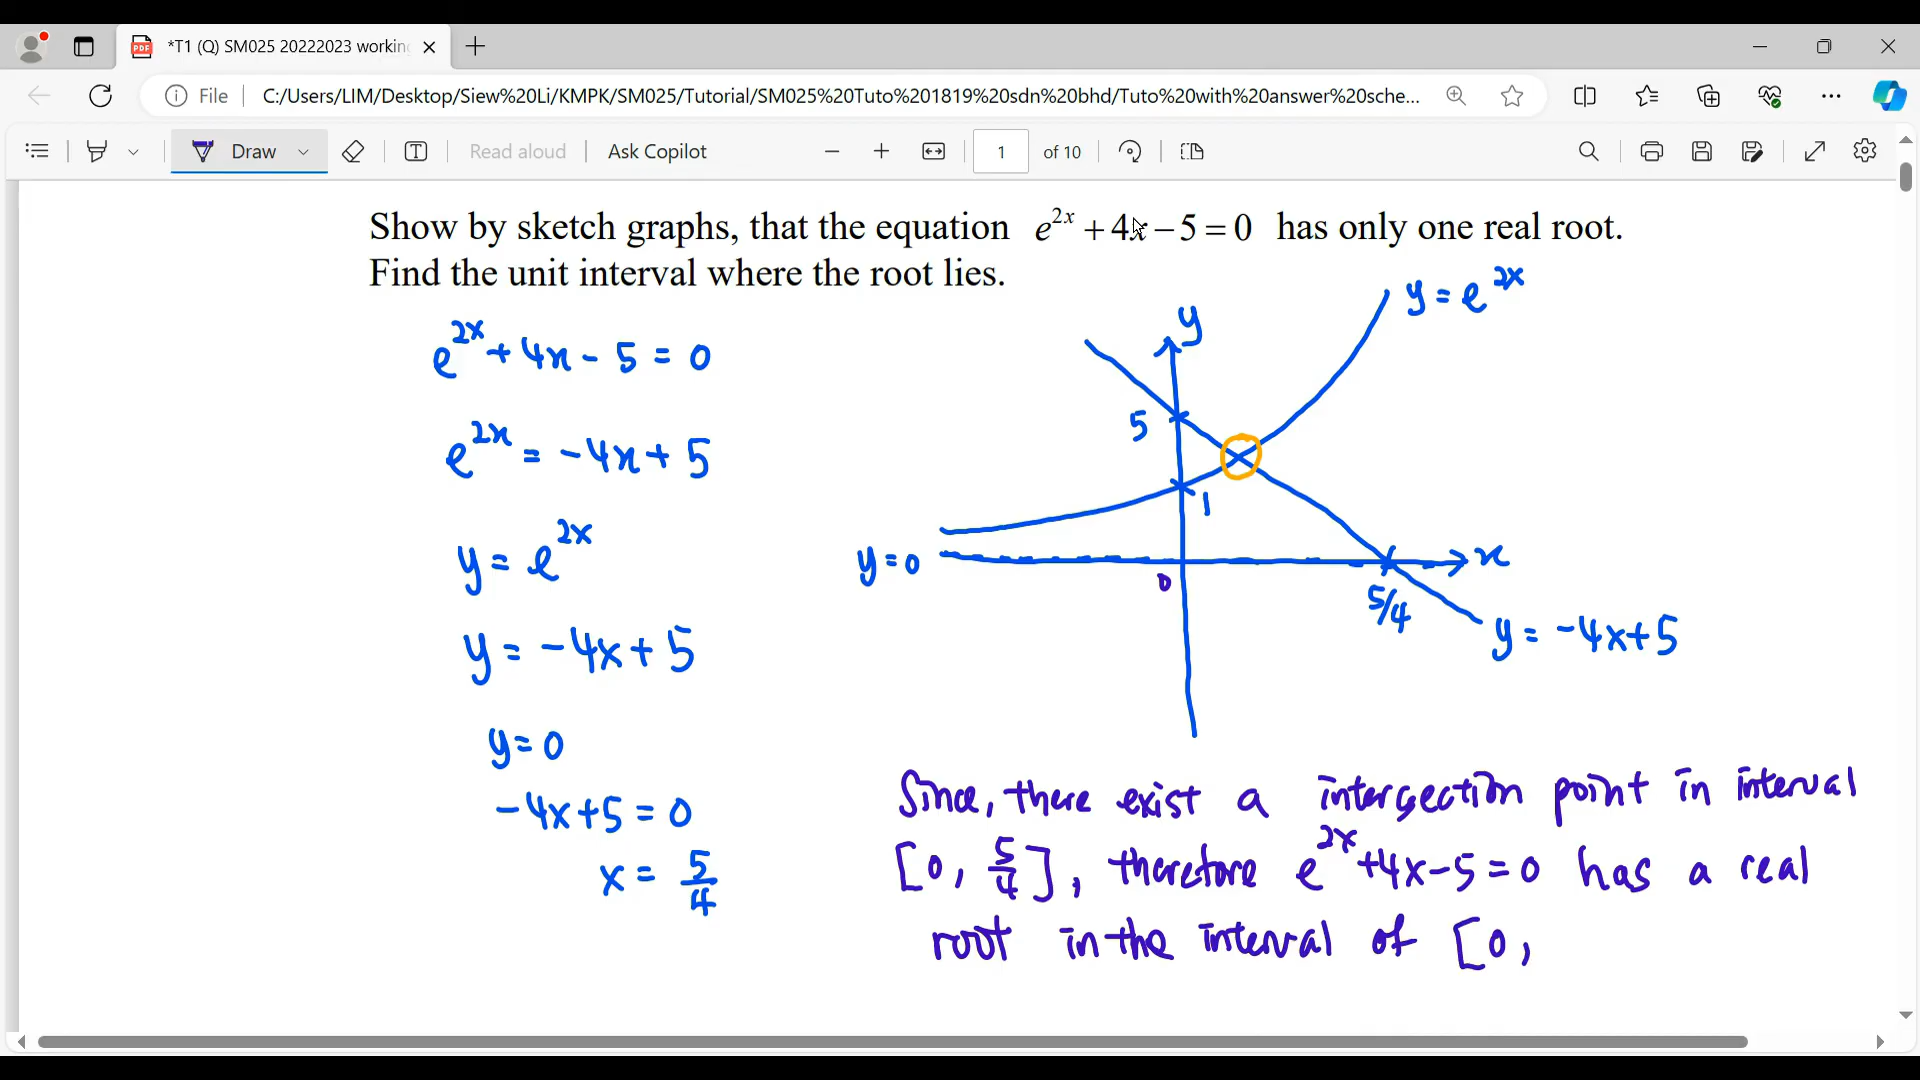 *T1 (Q) SM025 20222023 workin
File
C:/Users/LIM/Desktop/Siew%20Li/KMPK/SM025/Tutorial/SM025%20Tuto%201819%20sdn%20bhd/Tuto%20with%20answer%20sche...
Draw
Read aloud
Ask Copilot
1 of 10
Show by sketch graphs, that the equation e^{2x} + 4x − 5 = 0 has only one real root.
Find the unit interval where the root lies.
e^{2x} + 4x - 5 = 0
e^{2x} = -4x + 5
y = e^{2x}
y = -4x + 5
y = 0
-4x + 5 = 0
x = 5/4
y = e^{2x}
y
5
1
y = 0
0
x
5/4
y = -4x+5
Since, there exist a intersection point in interval
[0, 5/4], therefore e^{2x} + 4x - 5 = 0 has a real
root in the interval of [0,